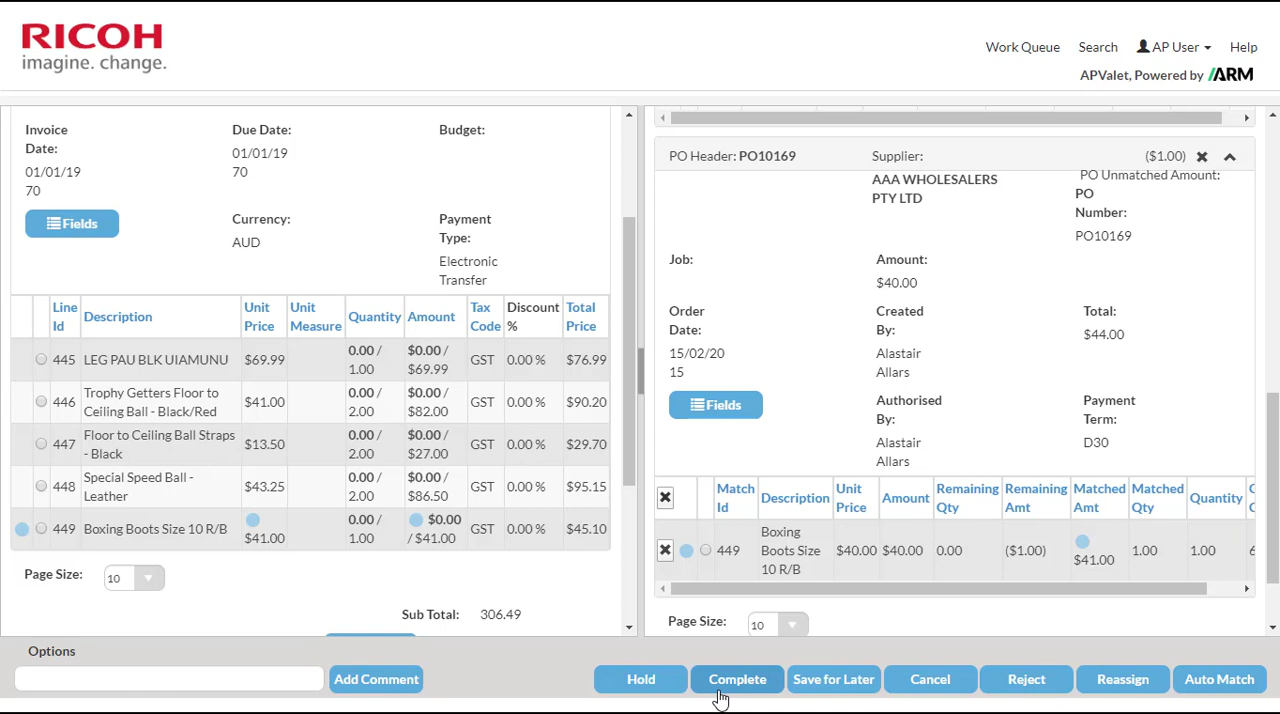 RICOH
imagine. change.
Work Queue Search AP User Help
APValet, Powered by ARM
Invoice Date:
01/01/19
70
Due Date:
01/01/19
70
Budget:
Fields
Currency:
AUD
Payment Type:
Electronic
Transfer
Line Id Description Unit Price Unit Measure Quantity Amount Tax Code Discount % Total Price
445 LEG PAU BLK UIAMUNU $69.99 0.00 / 1.00 $0.00 / $69.99 GST 0.00 % $76.99
446 Trophy Getters Floor to Ceiling Ball - Black/Red $41.00 0.00 / 2.00 $0.00 / $82.00 GST 0.00 % $90.20
447 Floor to Ceiling Ball Straps - Black $13.50 0.00 / 2.00 $0.00 / $27.00 GST 0.00 % $29.70
448 Special Speed Ball - Leather $43.25 0.00 / 2.00 $0.00 / $86.50 GST 0.00 % $95.15
449 Boxing Boots Size 10 R/B $41.00 0.00 / 1.00 $0.00 / $41.00 GST 0.00 % $45.10
Page Size: 10
Sub Total: 306.49
PO Header: PO10169 Supplier: ($1.00)
AAA WHOLESALERS
PTY LTD
PO Unmatched Amount:
PO
Number:
PO10169
Job:
Amount:
$40.00
Order
Date:
15/02/20
15
Created
By:
Alastair
Allars
Total:
$44.00
Fields
Authorised
By:
Alastair
Allars
Payment
Term:
D30
Match Id Description Unit Price Amount Remaining Qty Remaining Amt Matched Amt Matched Qty Quantity
449 Boxing Boots Size 10 R/B $40.00 $40.00 0.00 ($1.00) $41.00 1.00 1.00
Page Size: 10
Options
Add Comment Hold Complete Save for Later Cancel Reject Reassign Auto Match